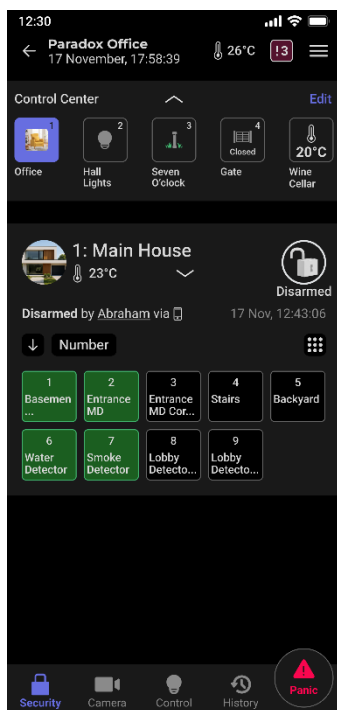 12:30
Paradox Office
17 November, 17:58:39
26°C
!3
Control Center
Edit
1
2
3
4
Closed
20°C
Office
Hall
Lights
Seven
O'clock
Gate
Wine
Cellar
1: Main House
23°C
Disarmed
Disarmed by Abraham via
17 Nov, 12:43:06
Number
1
Basemen
...
2
Entrance
MD
3
Entrance
MD Cor...
4
Stairs
5
Backyard
6
Water
Detector
7
Smoke
Detector
8
Lobby
Detecto...
9
Lobby
Detecto...
Security
Camera
Control
History
Panic